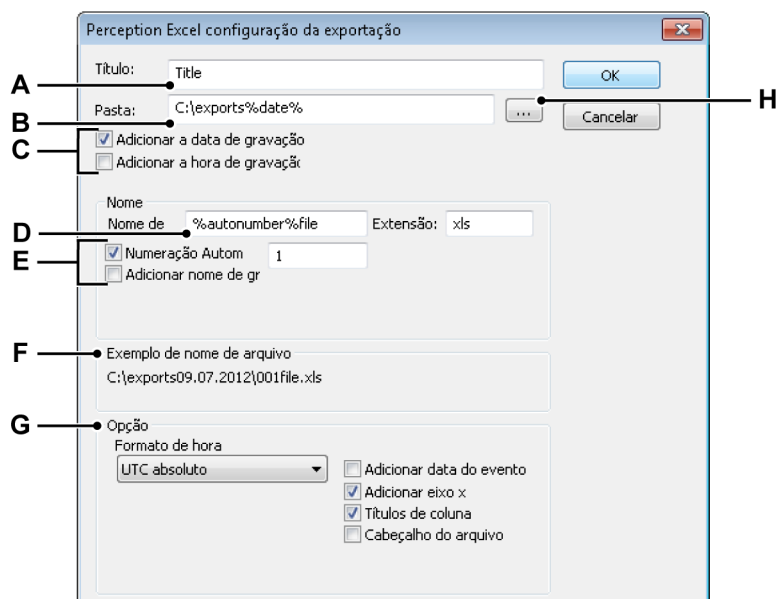 Perception Excel configuração da exportação
Título: Title OK
A
Pasta: C:\exports%date% ... Cancelar H
B
C Adicionar a data de gravação
Adicionar a hora de gravaçã
Nome
Nome de %autonumber%file Extensão: xls
D
E Numeração Autom 1
Adicionar nome de gr
F Exemplo de nome de arquivo
C:\exports09.07.2012\001file.xls
G Opção
Formato de hora
UTC absoluto Adicionar data do evento
Adicionar eixo x
Títulos de coluna
Cabeçalho do arquivo